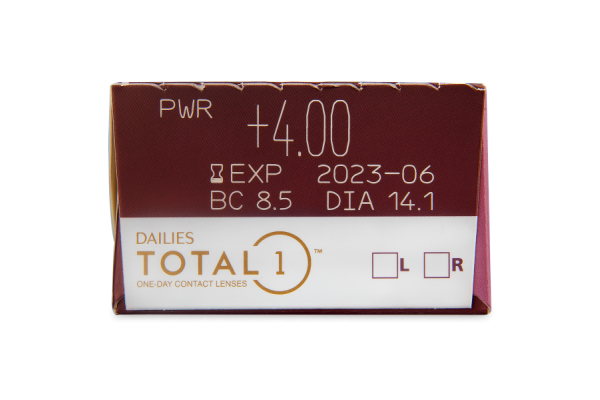 PWR +4.00
EXP 2023-06
BC 8.5 DIA 14.1
DAILIES
TOTAL 1™
ONE-DAY CONTACT LENSES
L R